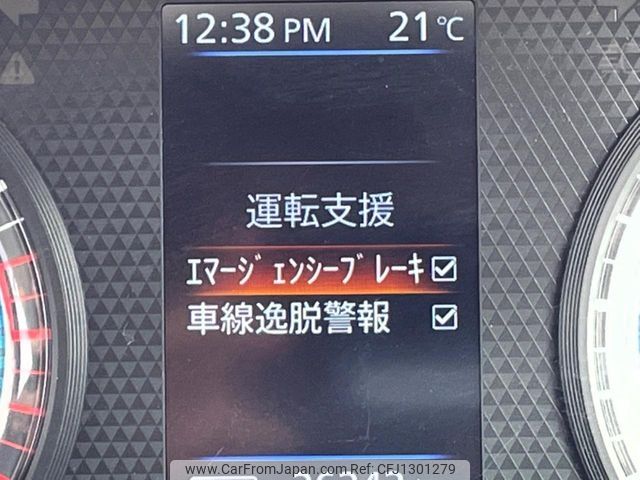 12:38 PM 21℃
運転支援
ｴﾏｰｼﾞｪﾝｼｰﾌﾞﾚｰｷ
車線逸脱警報
www.CarFromJapan.com | Ref No.CFJ1301279